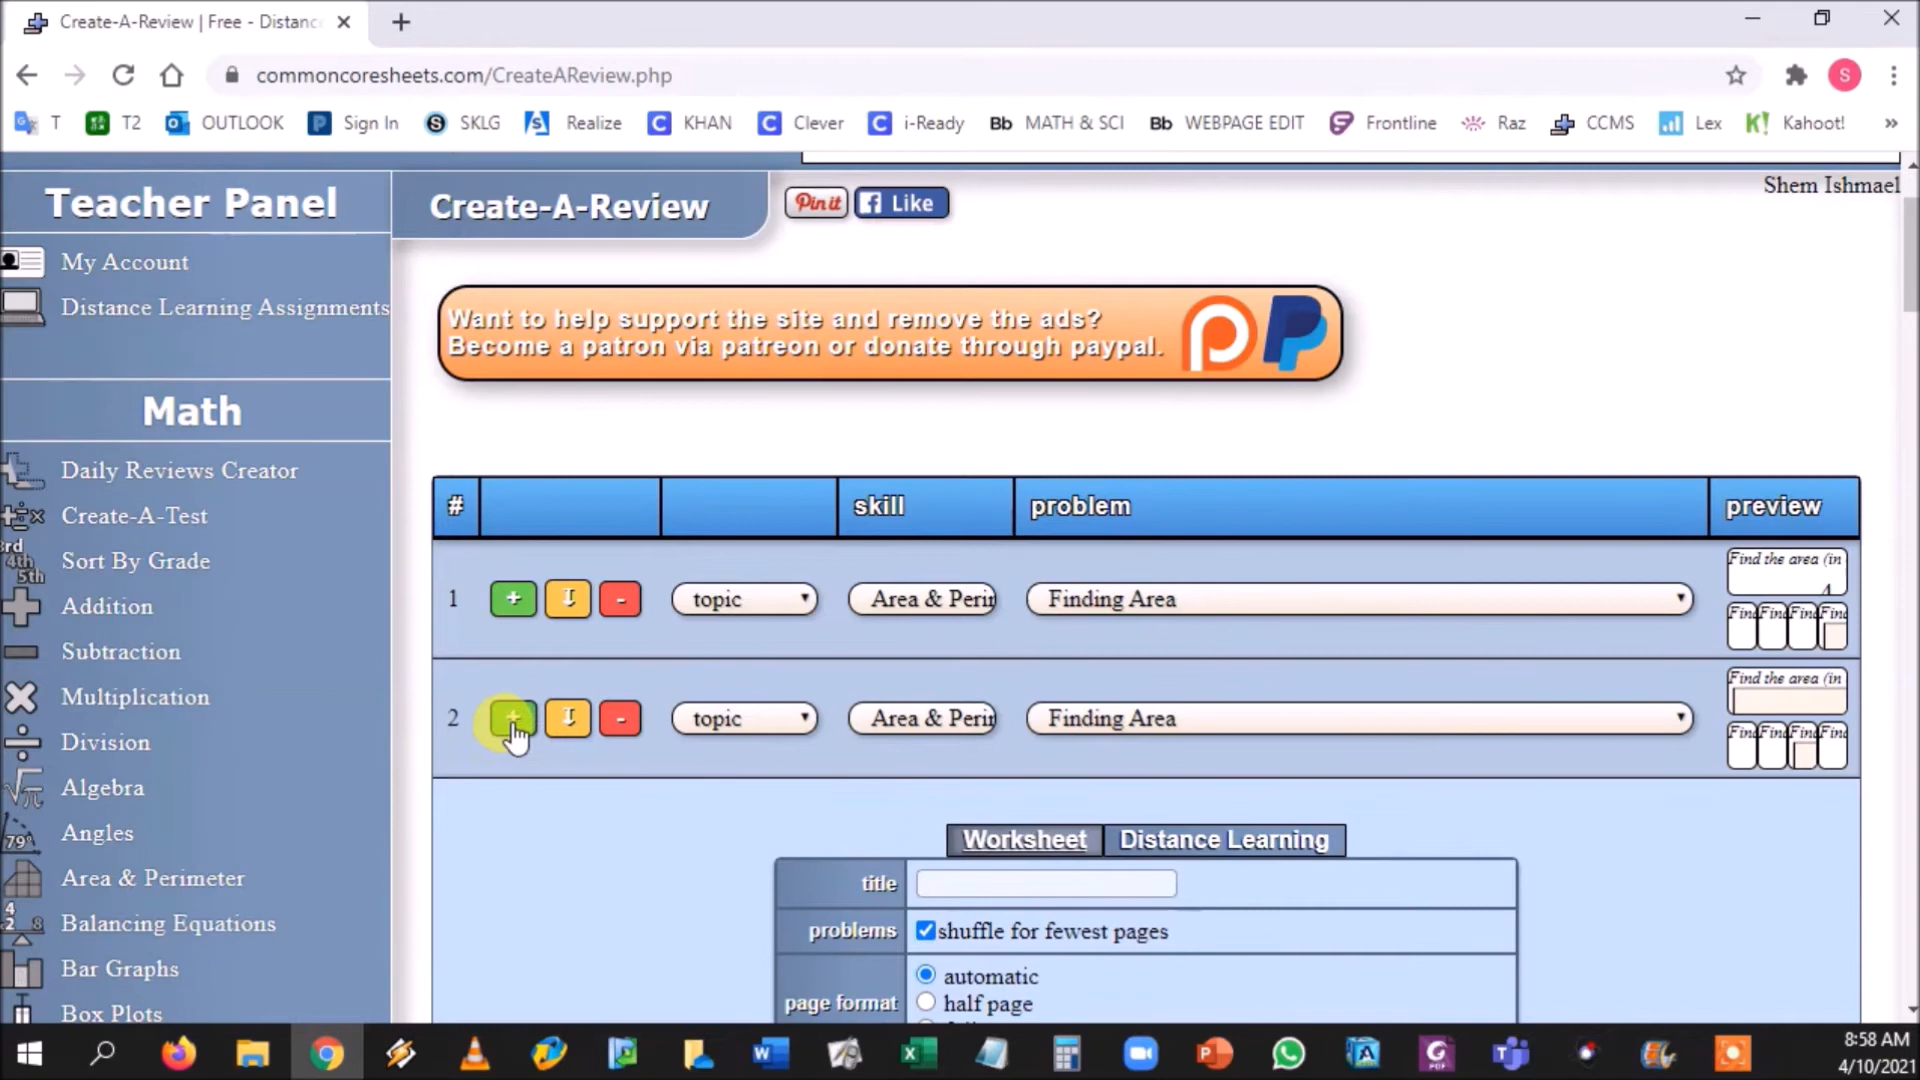 Create-A-Review | Free - Distanc
commoncoresheets.com/CreateAReview.php
S
T
T2
OUTLOOK
Sign In
SKLG
Realize
KHAN
Clever
i-Ready
Bb MATH & SCI
Bb WEBPAGE EDIT
Frontline
Raz
CCMS
Lex
Kahoot!
»
Shem Ishmael
Teacher Panel
My Account
Distance Learning Assignments
Math
Daily Reviews Creator
Create-A-Test
Sort By Grade
Addition
Subtraction
Multiplication
Division
Algebra
Angles
Area & Perimeter
Balancing Equations
Bar Graphs
Box Plots
Create-A-Review
Pin it
Like
Want to help support the site and remove the ads?
Become a patron via patreon or donate through paypal.
# skill problem preview
1 + - topic Area & Perin Finding Area
Find the area (in
2 + - topic Area & Perin Finding Area
Find the area (in
Worksheet Distance Learning
title
problems shuffle for fewest pages
page format
automatic
half page
8:58 AM
4/10/2021